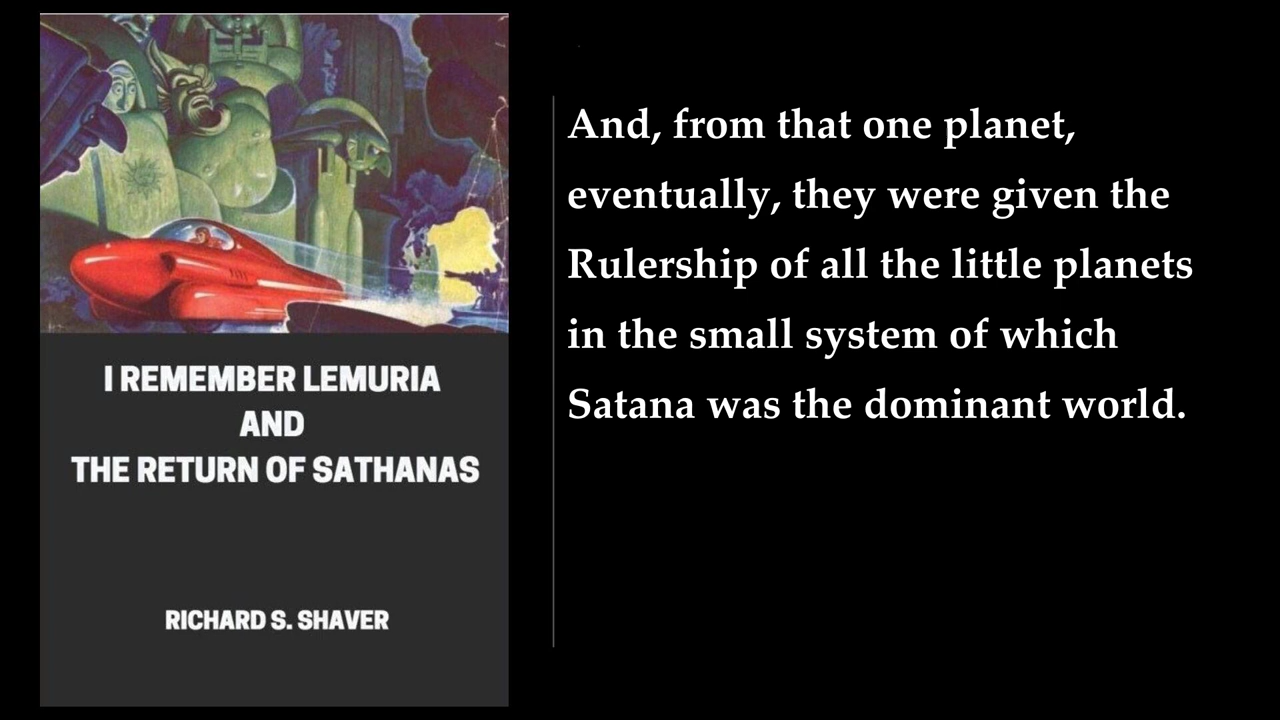 I REMEMBER LEMURIA
AND
THE RETURN OF SATHANAS
RICHARD S. SHAVER
And, from that one planet,
eventually, they were given the
Rulership of all the little planets
in the small system of which
Satana was the dominant world.